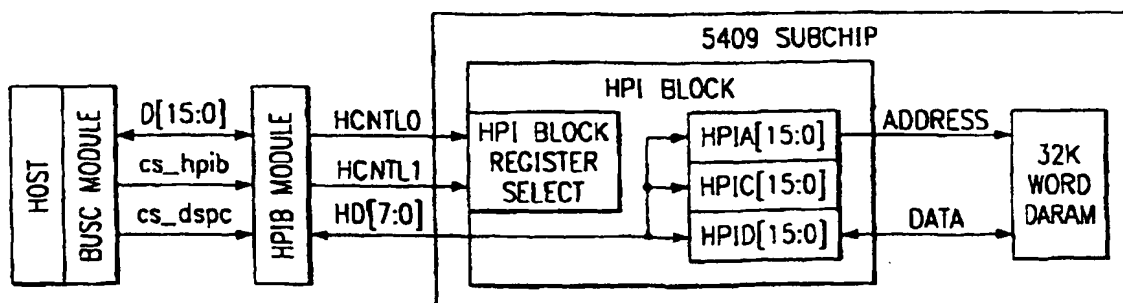 5409 SUBCHIP
HPI BLOCK
HOST
BUSC MODULE
D[15:0]
cs_hpib
cs_dspc
HPIB MODULE
HCNTL0
HCNTL1
HD[7:0]
HPI BLOCK
REGISTER
SELECT
HPIA[15:0]
HPIC[15:0]
HPID[15:0]
ADDRESS
DATA
32K
WORD
DARAM